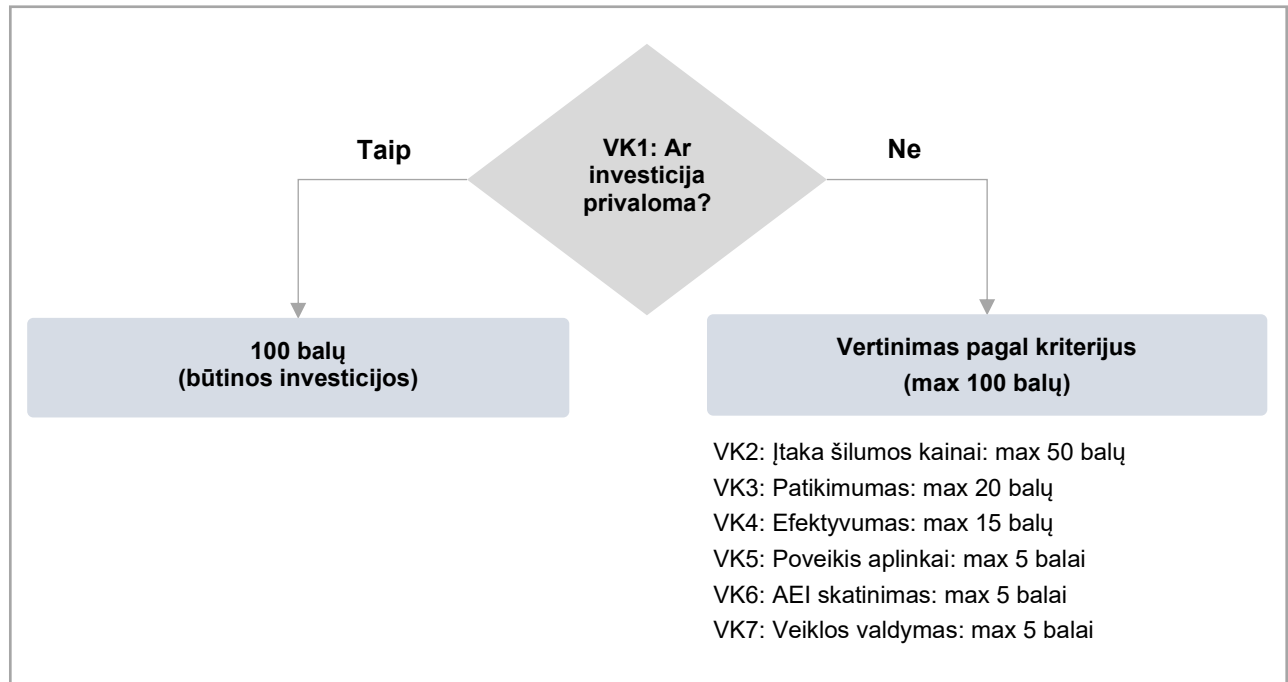 Taip
VK1: Ar
investicija
privaloma?
Ne
100 balų
(būtinos investicijos)
Vertinimas pagal kriterijus
(max 100 balų)
VK2: Įtaka šilumos kainai: max 50 balų
VK3: Patikimumas: max 20 balų
VK4: Efektyvumas: max 15 balų
VK5: Poveikis aplinkai: max 5 balai
VK6: AEI skatinimas: max 5 balai
VK7: Veiklos valdymas: max 5 balai